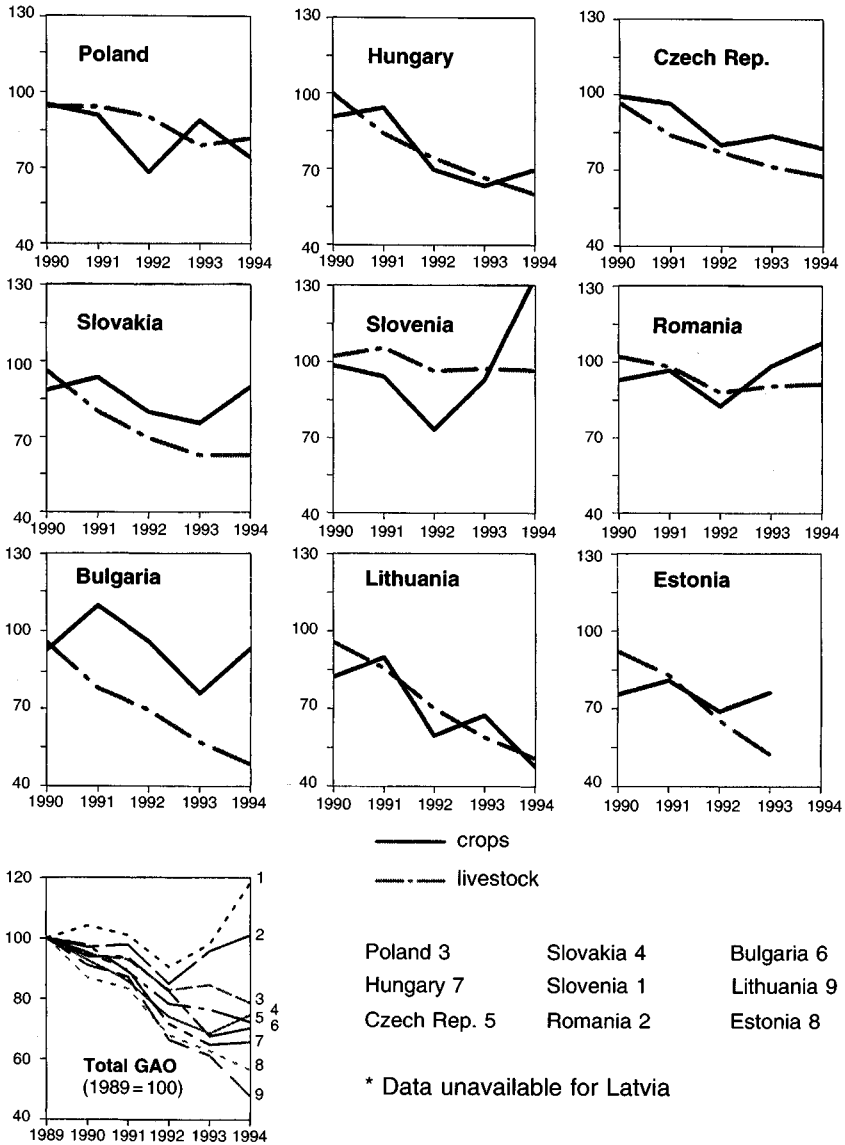 130
100
70
40
Poland
1990 1991 1992 1993 1994
130
100
70
40
Hungary
1990 1991 1992 1993 1994
130
100
70
40
Czech Rep.
1990 1991 1992 1993 1994
130
100
70
40
Slovakia
1990 1991 1992 1993 1994
130
100
70
40
Slovenia
1990 1991 1992 1993 1994
130
100
70
40
Romania
1990 1991 1992 1993 1994
130
100
70
40
Bulgaria
1990 1991 1992 1993 1994
130
100
70
40
Lithuania
1990 1991 1992 1993 1994
130
100
70
40
Estonia
1990 1991 1992 1993 1994
crops
livestock
120
100
80
60
40
1
2
3
4
5
6
7
8
9
Total GAO
(1989=100)
1989 1990 1991 1992 1993 1994
Poland 3 Slovakia 4 Bulgaria 6
Hungary 7 Slovenia 1 Lithuania 9
Czech Rep. 5 Romania 2 Estonia 8
* Data unavailable for Latvia